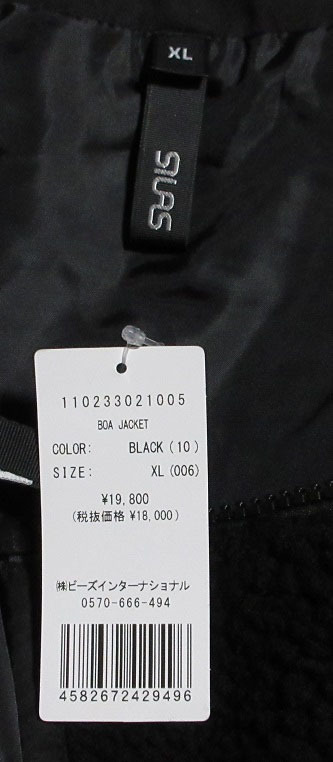 XL
SILAS
110233021005
BOA JACKET
COLOR: BLACK(10)
SIZE: XL(006)
¥19,800
(税抜価格 ¥18,000)
㈱ビーズインターナショナル
0570-666-494
4582672429496